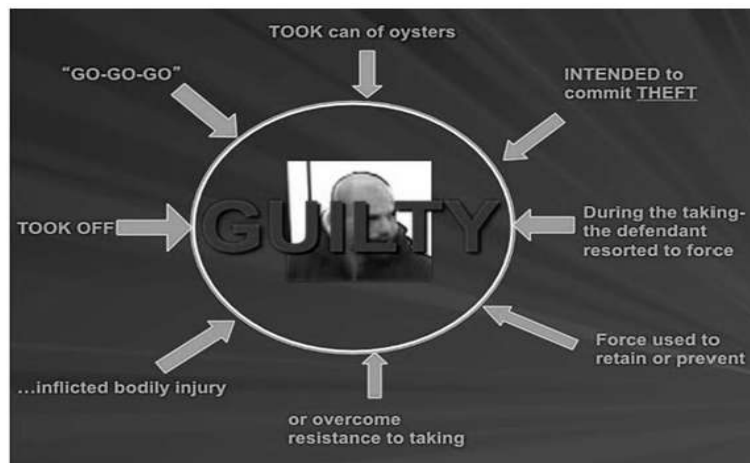 TOOK can of oysters
"GO-GO-GO"
INTENDED to
commit THEFT
GUILTY
TOOK OFF
During the taking-
the defendant
resorted to force
Force used to
retain or prevent
...inflicted bodily injury
or overcome
resistance to taking